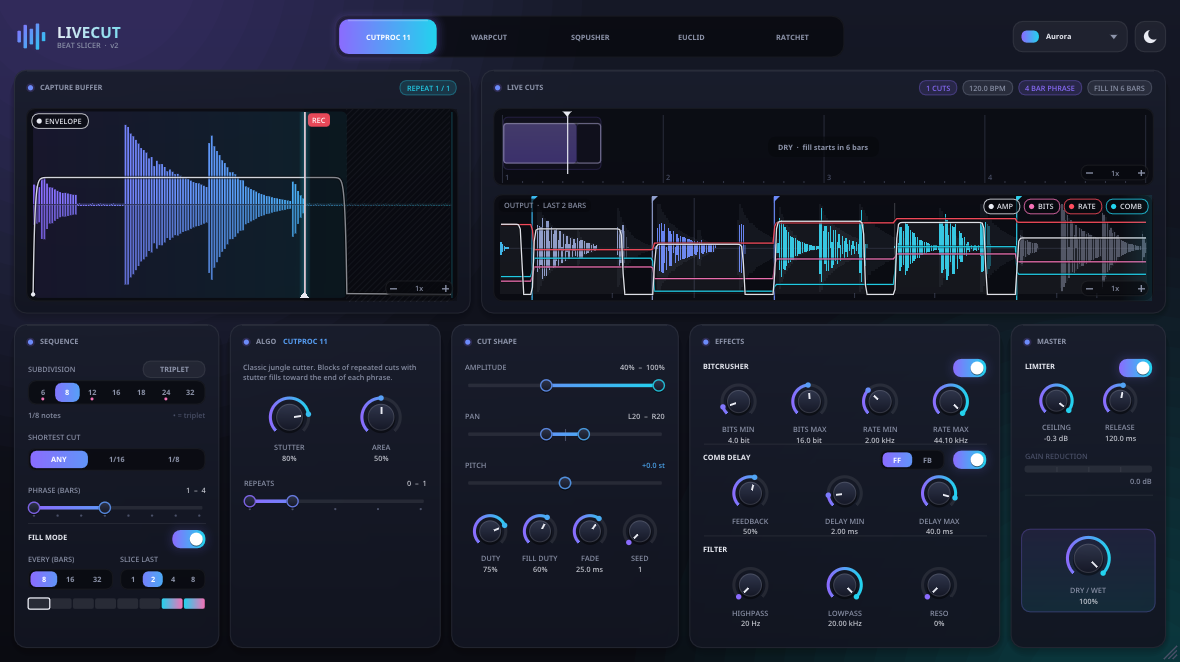 LIVECUT
BEAT SLICER · v2
CUTPROC 11
WARPCUT
SQPUSHER
EUCLID
RATCHET
Aurora
CAPTURE BUFFER
REPEAT 1 / 1
ENVELOPE
REC
1x
LIVE CUTS
1 CUTS
120.0 BPM
4 BAR PHRASE
FILL IN 6 BARS
DRY · fill starts in 6 bars
1
2
3
4
1x
OUTPUT · LAST 2 BARS
AMP
BITS
RATE
COMB
1x
SEQUENCE
SUBDIVISION
TRIPLET
6 8 12 16 18 24 32
1/8 notes
• = triplet
SHORTEST CUT
ANY 1/16 1/8
PHRASE (BARS)
1 – 4
FILL MODE
EVERY (BARS)
SLICE LAST
8 16 32
1 2 4 8
ALGO CUTPROC 11
Classic jungle cutter. Blocks of repeated cuts with
stutter fills toward the end of each phrase.
STUTTER
80%
AREA
50%
REPEATS
0 – 1
CUT SHAPE
AMPLITUDE
40% – 100%
PAN
L20 – R20
PITCH
+0.0 st
DUTY
75%
FILL DUTY
60%
FADE
25.0 ms
SEED
1
EFFECTS
BITCRUSHER
BITS MIN
4.0 bit
BITS MAX
16.0 bit
RATE MIN
2.00 kHz
RATE MAX
44.10 kHz
COMB DELAY
FF FB
FEEDBACK
50%
DELAY MIN
2.00 ms
DELAY MAX
40.0 ms
FILTER
HIGHPASS
20 Hz
LOWPASS
20.00 kHz
RESO
0%
MASTER
LIMITER
CEILING
-0.3 dB
RELEASE
120.0 ms
GAIN REDUCTION
0.0 dB
DRY / WET
100%